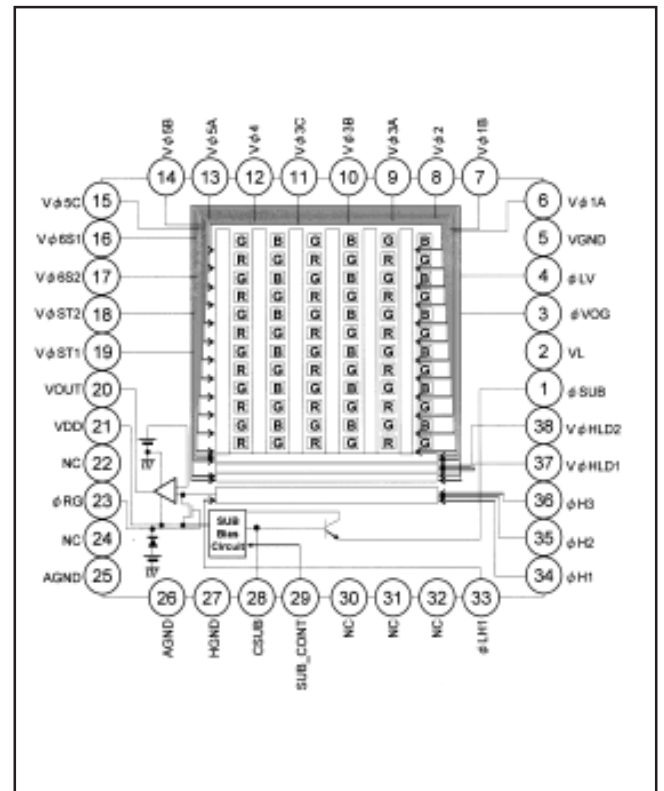 Vφ5B
Vφ5A
Vφ4
Vφ3C
Vφ3B
Vφ3A
Vφ2
Vφ1B
14 13 12 11 10 9 8 7
Vφ5C 15
Vφ6S1 16
Vφ6S2 17
VφST2 18
VφST1 19
VOUT 20
VDD 21
NC 22
φRG 23
NC 24
AGND 25
G B G B G B
R G R G R G
G B G B G B
R G R G R G
G B G B G B
R G R G R G
G B G B G B
R G R G R G
G B G B G B
R G R G R G
G B G B G B
R G R G R G
SUB
Bias
Circuit
6 Vφ1A
5 VGND
4 φLV
3 φVOG
2 VL
1 φSUB
38 VφHLD2
37 VφHLD1
36 φH3
35 φH2
34 φH1
26 27 28 29 30 31 32 33
AGND
HGND
CSUB
SUB_CONT
NC
NC
NC
φLH1